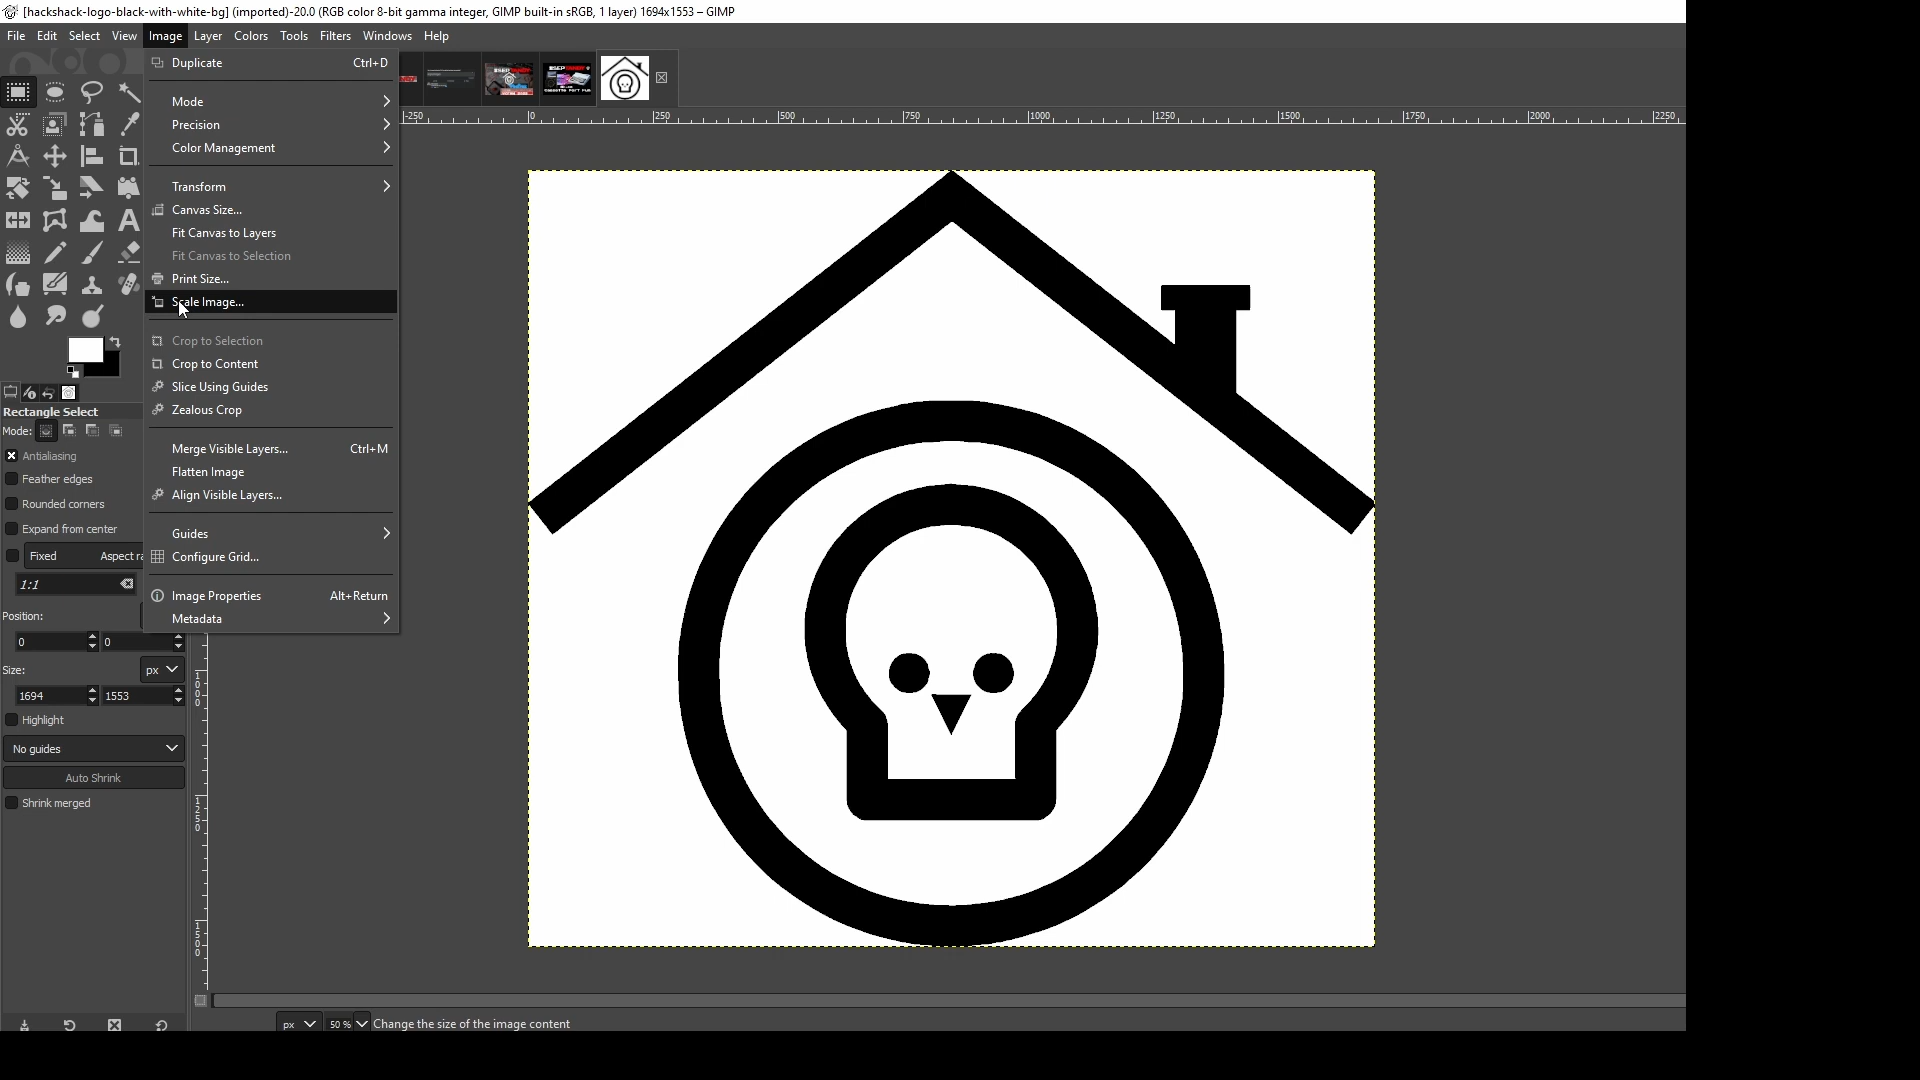 [hackshack-logo-black-with-white-bg] (imported)-20.0 (RGB color 8-bit gamma integer, GIMP built-in sRGB, 1 layer) 1694x1553 – GIMP
File Edit Select View Image Layer Colors Tools Filters Windows Help
Duplicate Ctrl+D
Mode
Precision
Color Management
Transform
Canvas Size...
Fit Canvas to Layers
Fit Canvas to Selection
Print Size...
Scale Image...
Crop to Selection
Crop to Content
Slice Using Guides
Zealous Crop
Merge Visible Layers... Ctrl+M
Flatten Image
Align Visible Layers...
Guides
Configure Grid...
Image Properties Alt+Return
Metadata
-250 0 250 500 750 1000 1250 1500 1750 2000 2250
Rectangle Select
Mode:
Antialiasing
Feather edges
Rounded corners
Expand from center
Fixed Aspect ra
1:1
Position:
0 0
Size: px
1694 1553
Highlight
No guides
Auto Shrink
Shrink merged
1000
1250
1500
px 50 % Change the size of the image content